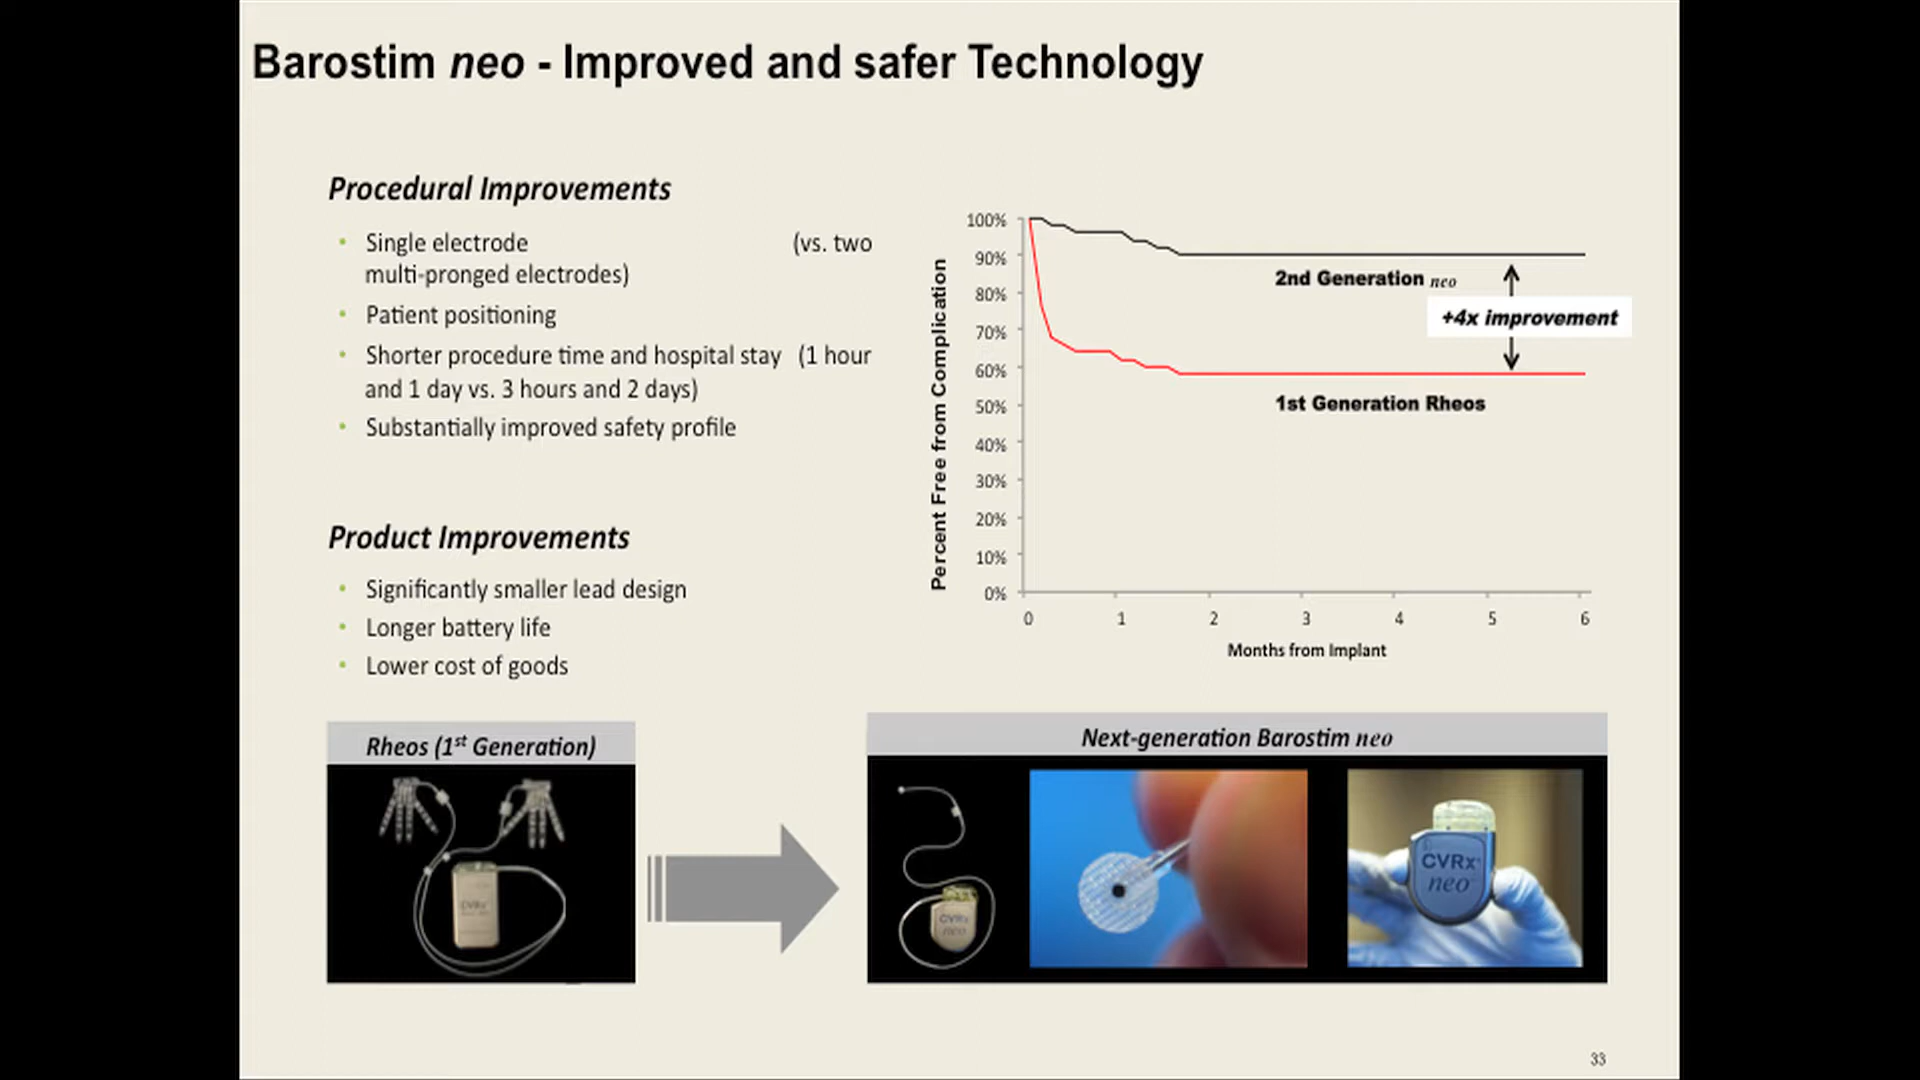 Barostim neo - Improved and safer Technology
Procedural Improvements
• Single electrode (vs. two
multi-pronged electrodes)
• Patient positioning
• Shorter procedure time and hospital stay (1 hour
and 1 day vs. 3 hours and 2 days)
• Substantially improved safety profile
Product Improvements
• Significantly smaller lead design
• Longer battery life
• Lower cost of goods
Percent Free from Complication
100%
90%
80%
70%
60%
50%
40%
30%
20%
10%
0%
2nd Generation neo
+4x improvement
1st Generation Rheos
0 1 2 3 4 5 6
Months from Implant
Rheos (1st Generation)
CVRx
Next-generation Barostim neo
CVRx
neo
CVRx
neo
33